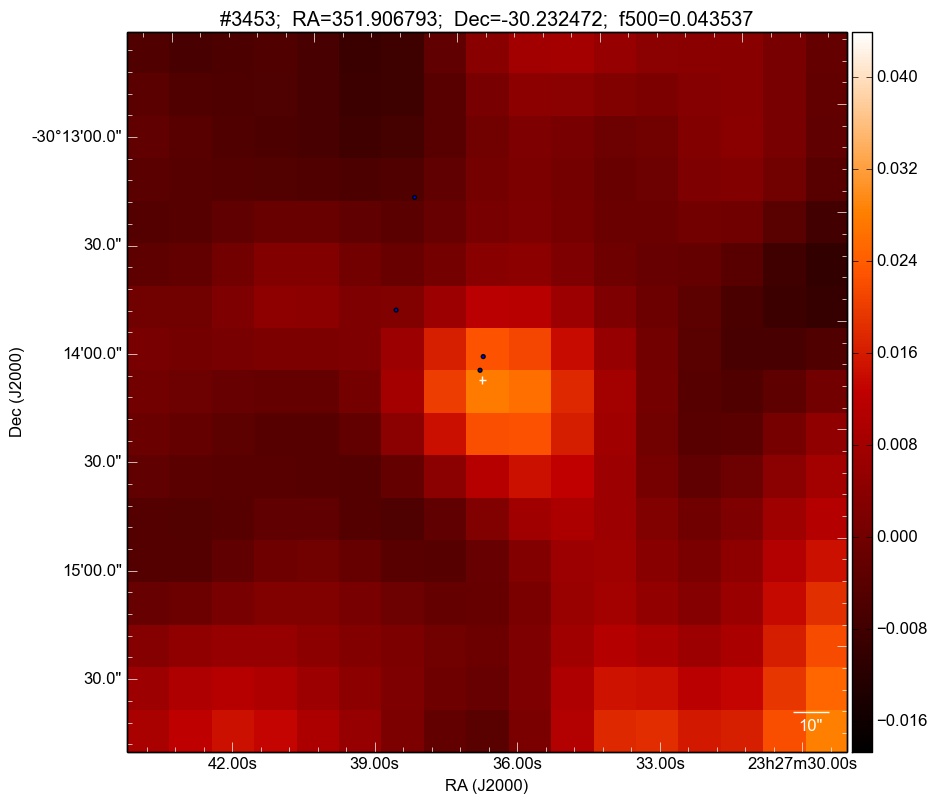 #3453;  RA=351.906793;  Dec=-30.232472;  f500=0.043537
-30°13'00.0"
30.0"
14'00.0"
30.0"
15'00.0"
30.0"
Dec (J2000)
42.00s
39.00s
36.00s
33.00s
23h27m30.00s
RA (J2000)
10"
0.040
0.032
0.024
0.016
0.008
0.000
−0.008
−0.016